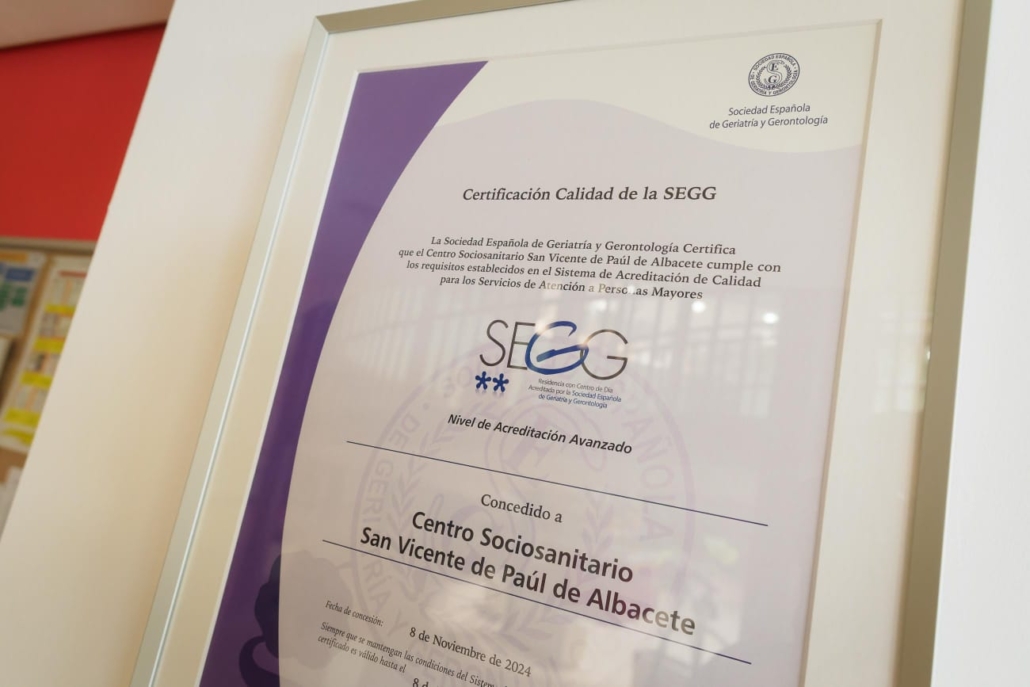 Sociedad Española
de Geriatría y Gerontología
Certificación Calidad de la SEGG
La Sociedad Española de Geriatría y Gerontología Certifica
que el Centro Sociosanitario San Vicente de Paúl de Albacete cumple con
los requisitos establecidos en el Sistema de Acreditación de Calidad
para los Servicios de Atención a Personas Mayores
SEGG
**
Residencia con Centro de Día
Acreditada por la Sociedad Española
de Geriatría y Gerontología
Nivel de Acreditación Avanzado
Concedido a
Centro Sociosanitario
San Vicente de Paúl de Albacete
Fecha de concesión: 8 de Noviembre de 2024
Siempre que se mantengan las condiciones del
certificado es válido hasta el 8